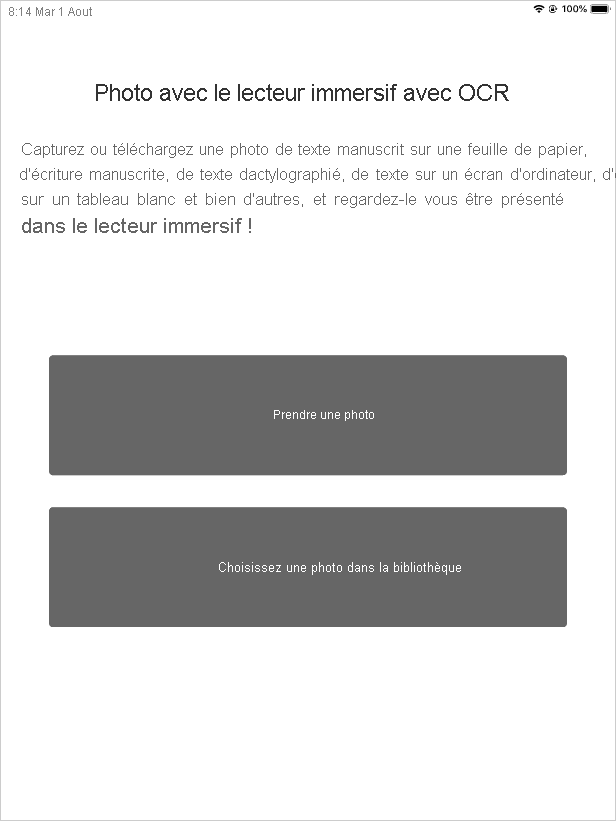 8:14 Mar 1 Aout
100%
Photo avec le lecteur immersif avec OCR
Capturez ou téléchargez une photo de texte manuscrit sur une feuille de papier,
d'écriture manuscrite, de texte dactylographié, de texte sur un écran d'ordinateur, d'
sur un tableau blanc et bien d'autres, et regardez-le vous être présenté
dans le lecteur immersif !
Prendre une photo
Choisissez une photo dans la bibliothèque